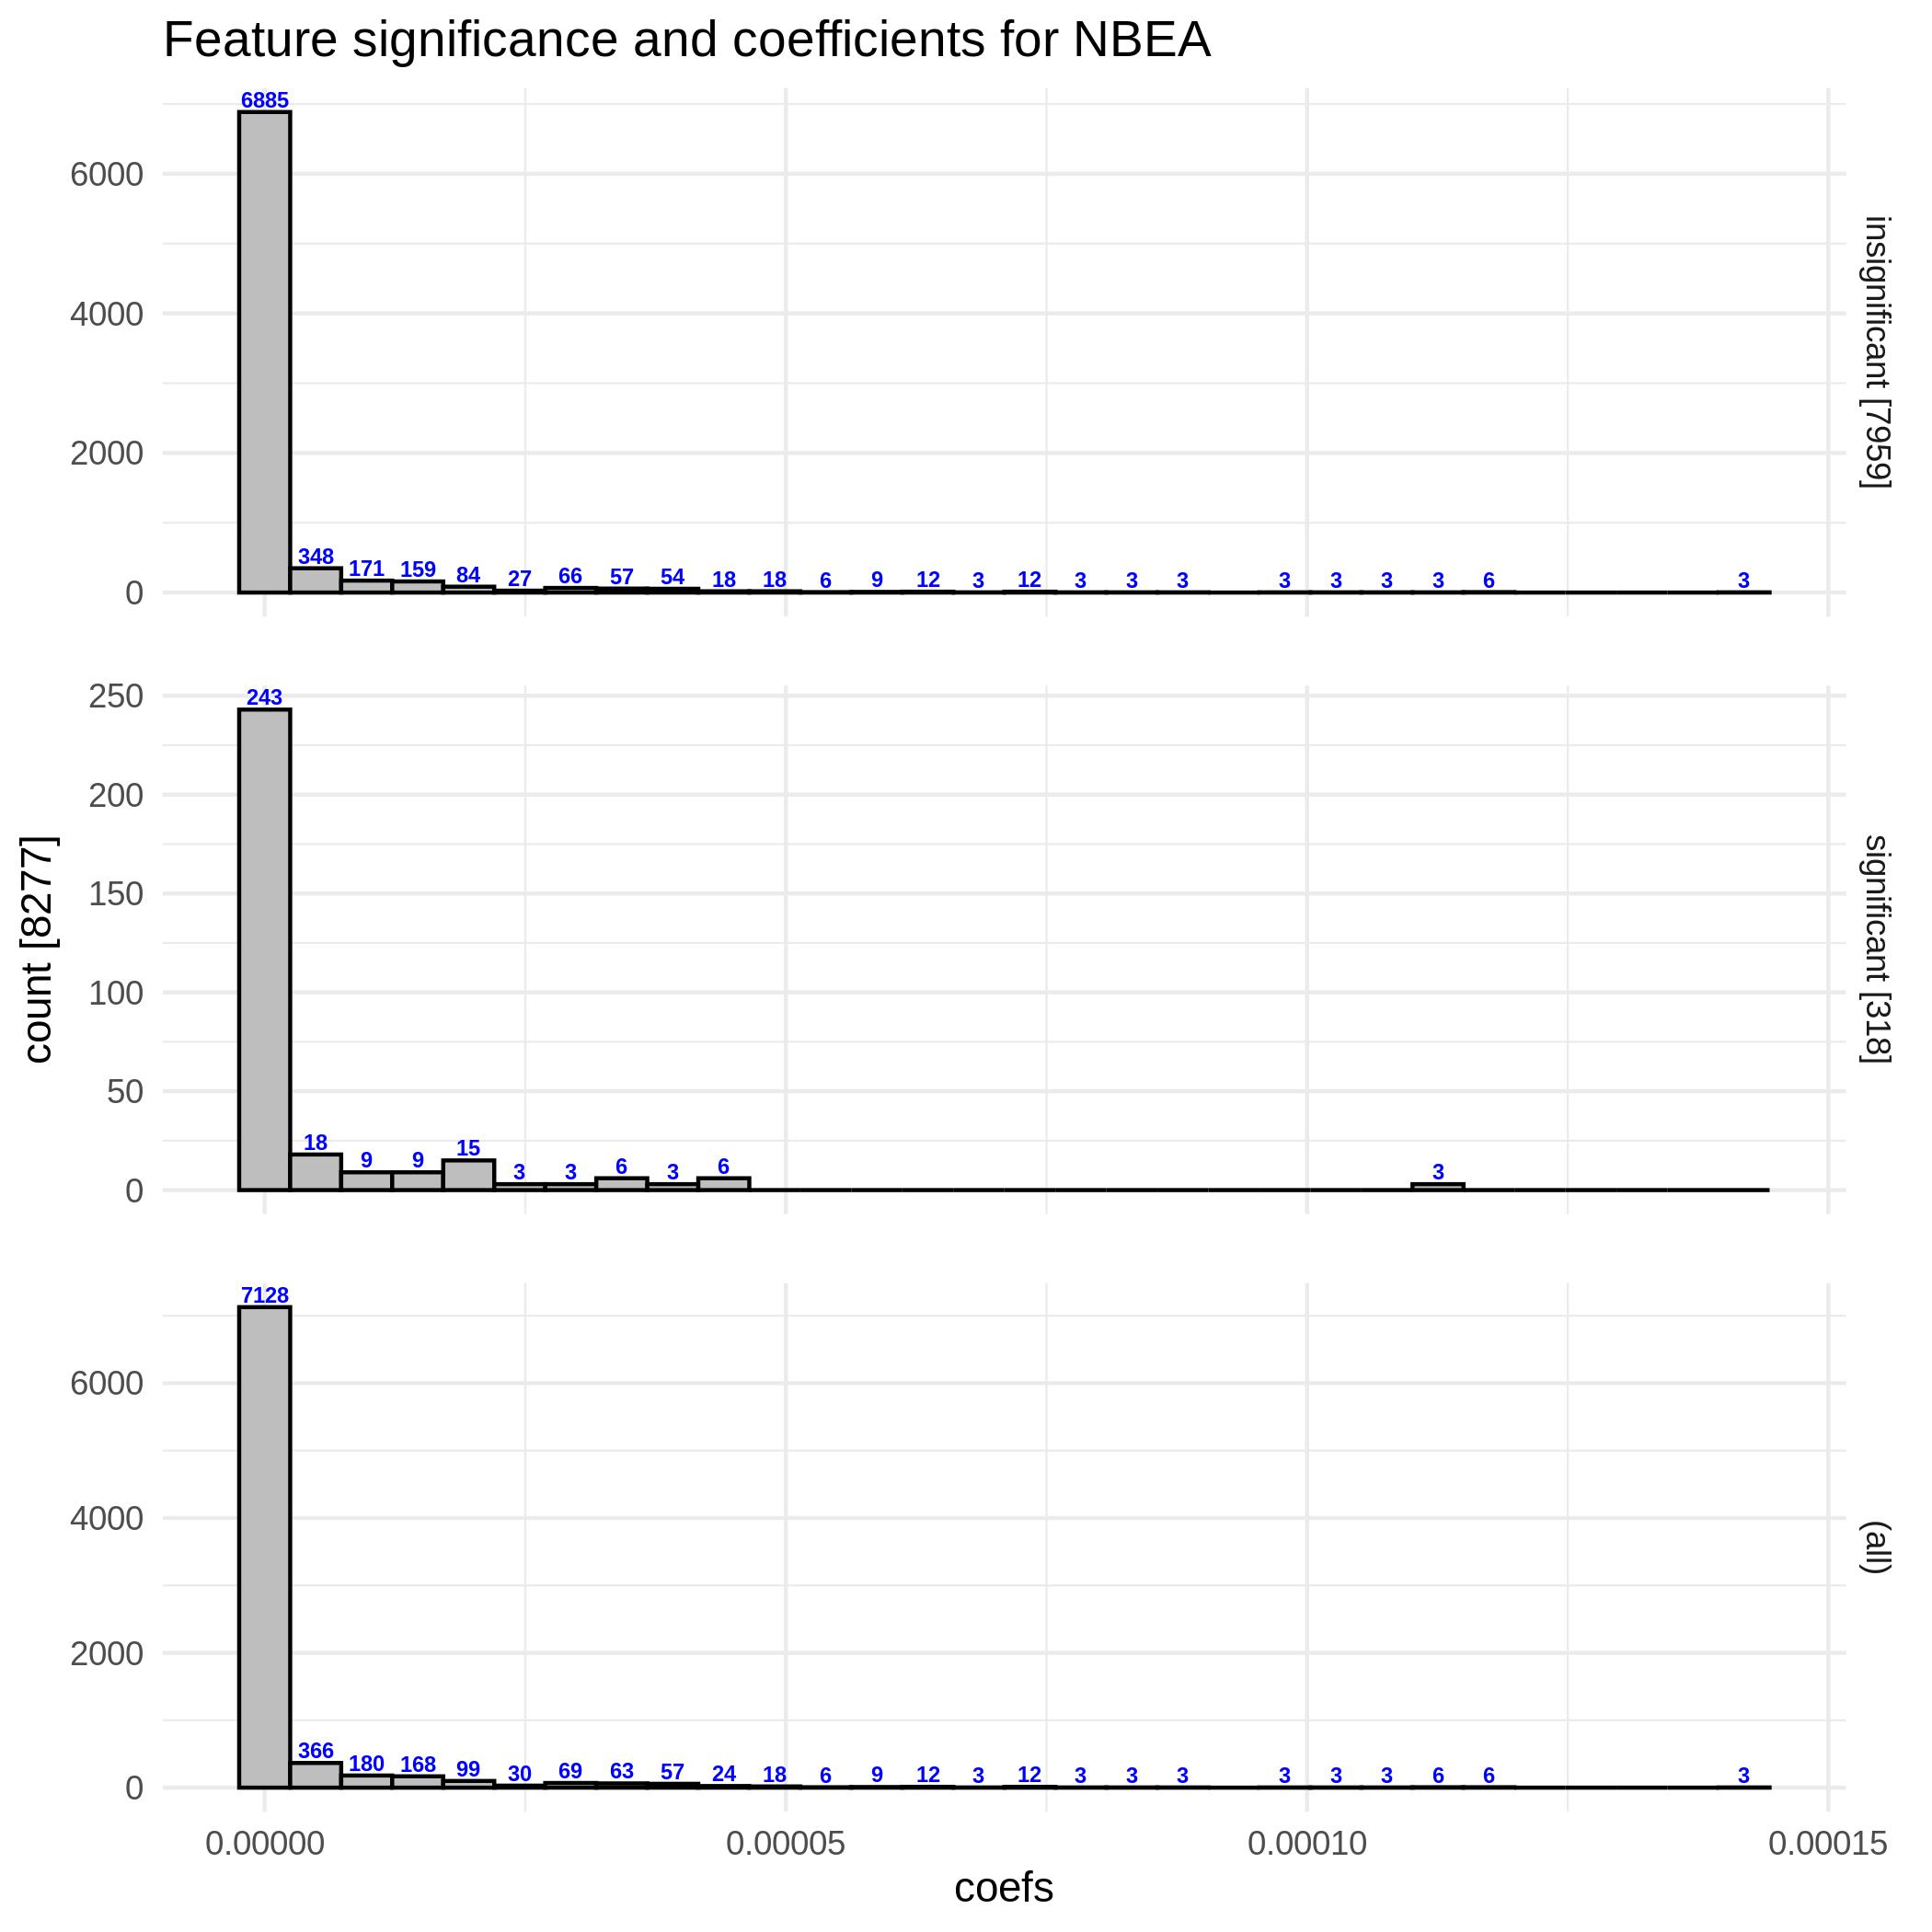 Feature significance and coefficients for NBEA
6885
348 171 159 84 27 66 57 54 18 18 6 9 12 3 12 3 3 3 3 3 3 3 6 3
6000
4000
2000
0
insignificant [7959]
243
18 9 9 15 3 3 6 3 6 3
250
200
150
100
50
0
significant [318]
count [8277]
7128
366 180 168 99 30 69 63 57 24 18 6 9 12 3 12 3 3 3 3 3 3 6 6 3
6000
4000
2000
0
(all)
0.00000 0.00005 0.00010 0.00015
coefs